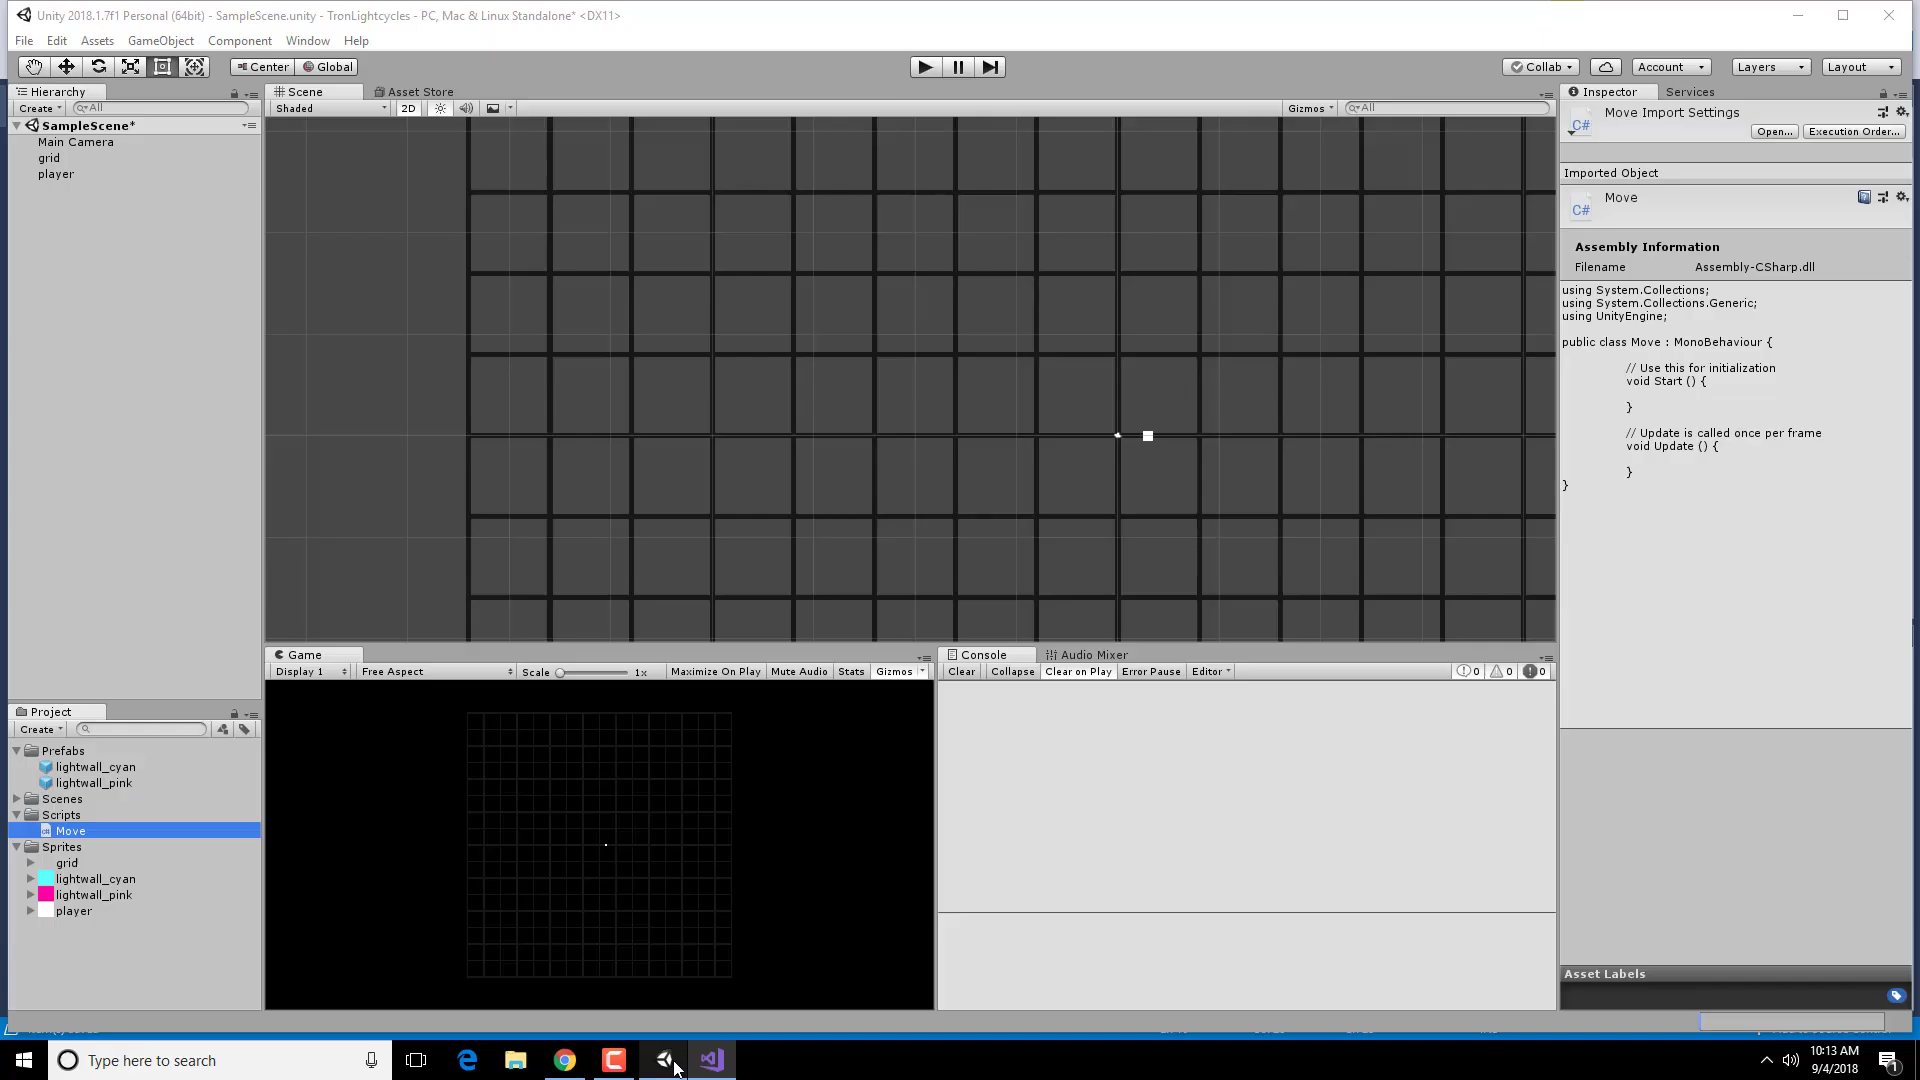 Unity 2018.1.7f1 Personal (64bit) - SampleScene.unity - TronLightcycles - PC, Mac & Linux Standalone* <DX11>
File Edit Assets GameObject Component Window Help
Center Global Collab Account Layers Layout
Hierarchy
Create All
SampleScene*
Main Camera
grid
player
Scene Asset Store
Shaded 2D Gizmos All
Inspector Services
Move Import Settings
C#
Open... Execution Order...
Imported Object
Move
C#
Assembly Information
Filename Assembly-CSharp.dll
using System.Collections;
using System.Collections.Generic;
using UnityEngine;
public class Move : MonoBehaviour {
// Use this for initialization
void Start () {
}
// Update is called once per frame
void Update () {
}
}
Asset Labels
Project
Create
Prefabs
lightwall_cyan
lightwall_pink
Scenes
Scripts
Move
Sprites
grid
lightwall_cyan
lightwall_pink
player
Game
Display 1 Free Aspect Scale 1x Maximize On Play Mute Audio Stats Gizmos
Console Audio Mixer
Clear Collapse Clear on Play Error Pause Editor 0 0 0
Type here to search
10:13 AM
9/4/2018
1